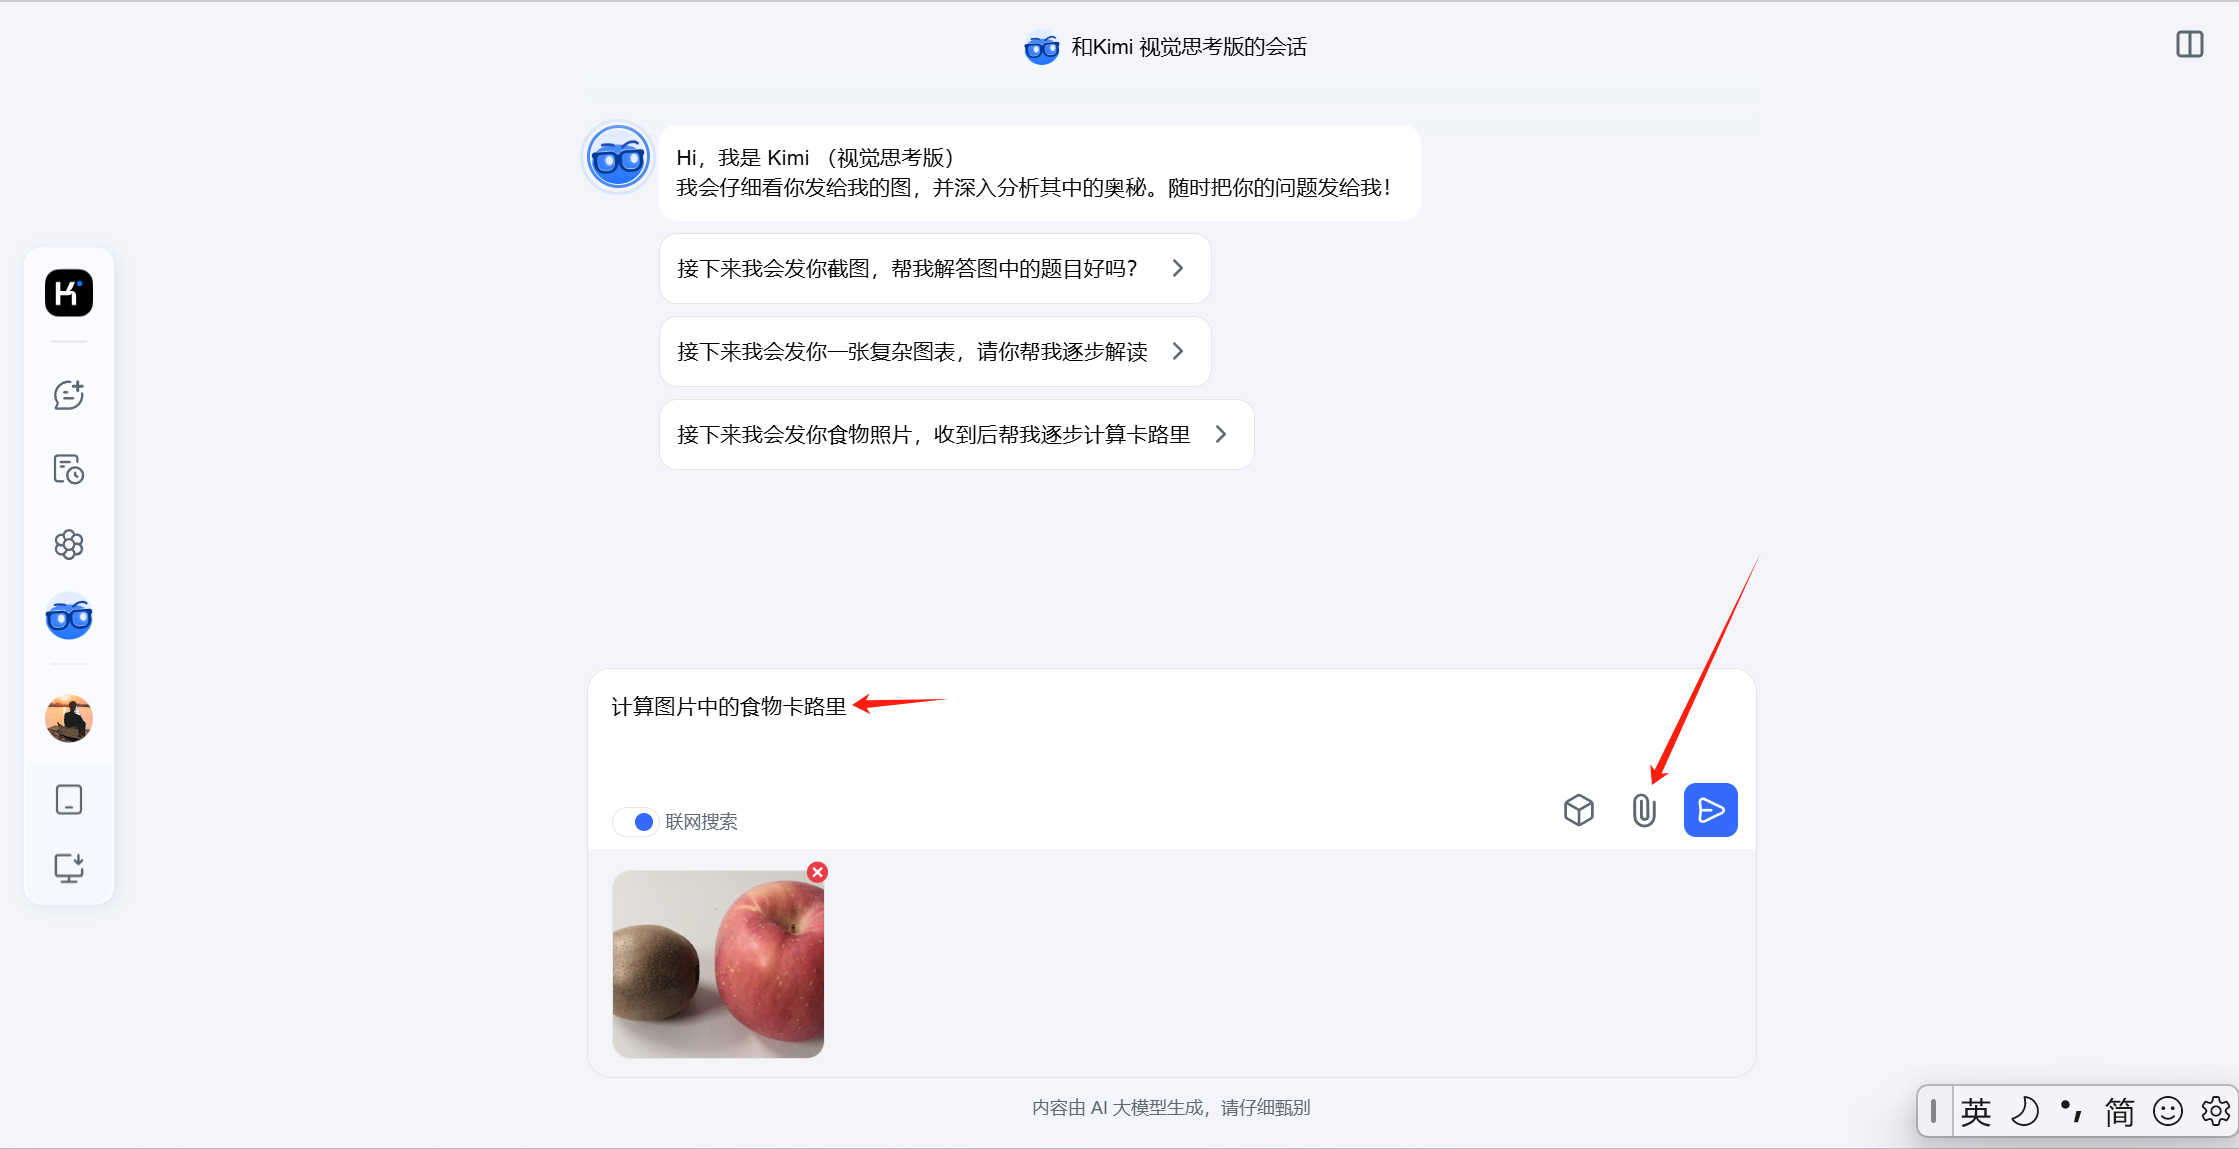 和Kimi 视觉思考版的会话
Hi，我是 Kimi （视觉思考版）
我会仔细看你发给我的图，并深入分析其中的奥秘。随时把你的问题发给我！
接下来我会发你截图，帮我解答图中的题目好吗？
接下来我会发你一张复杂图表，请你帮我逐步解读
接下来我会发你食物照片，收到后帮我逐步计算卡路里
K
计算图片中的食物卡路里
联网搜索
内容由 AI 大模型生成，请仔细甄别
英 简